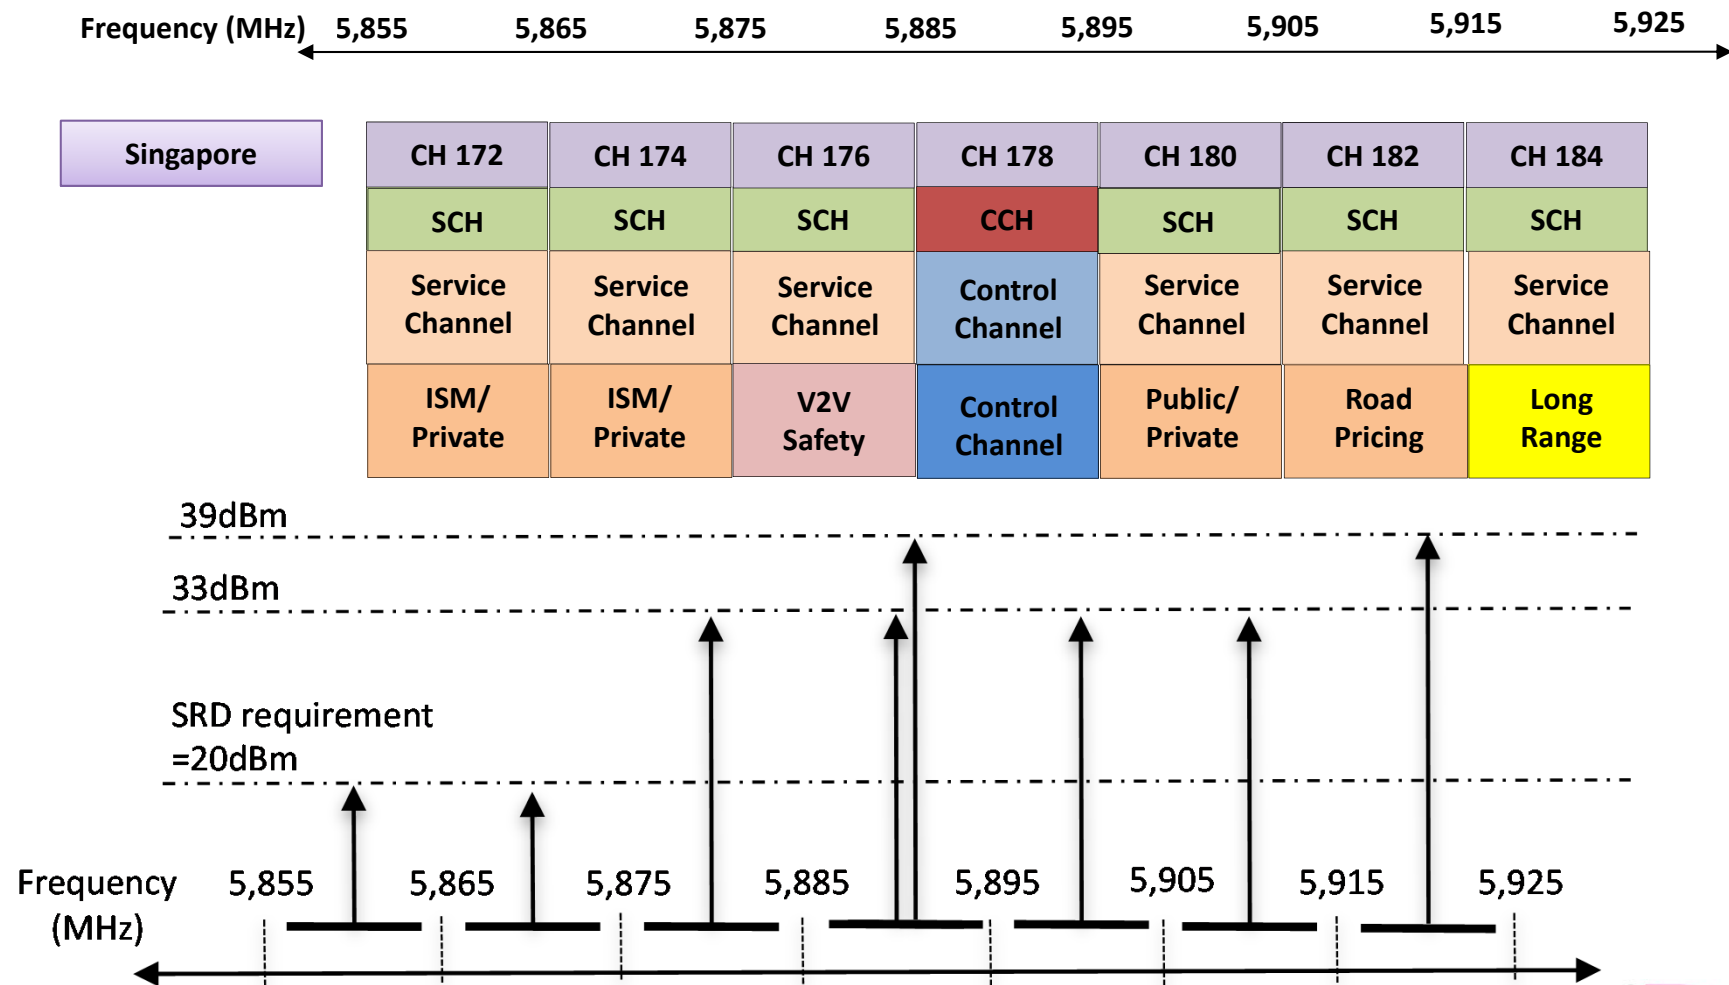 Frequency (MHz) 5,855 5,865 5,875 5,885 5,895 5,905 5,915 5,925
Singapore CH 172 CH 174 CH 176 CH 178 CH 180 CH 182 CH 184
SCH SCH SCH CCH SCH SCH SCH
Service Service Service Control Service Service Service
Channel Channel Channel Channel Channel Channel Channel
ISM/ ISM/ V2V Control Public/ Road Long
Private Private Safety Channel Private Pricing Range
39dBm
33dBm
SRD requirement
=20dBm
Frequency 5,855 5,865 5,875 5,885 5,895 5,905 5,915 5,925
(MHz)